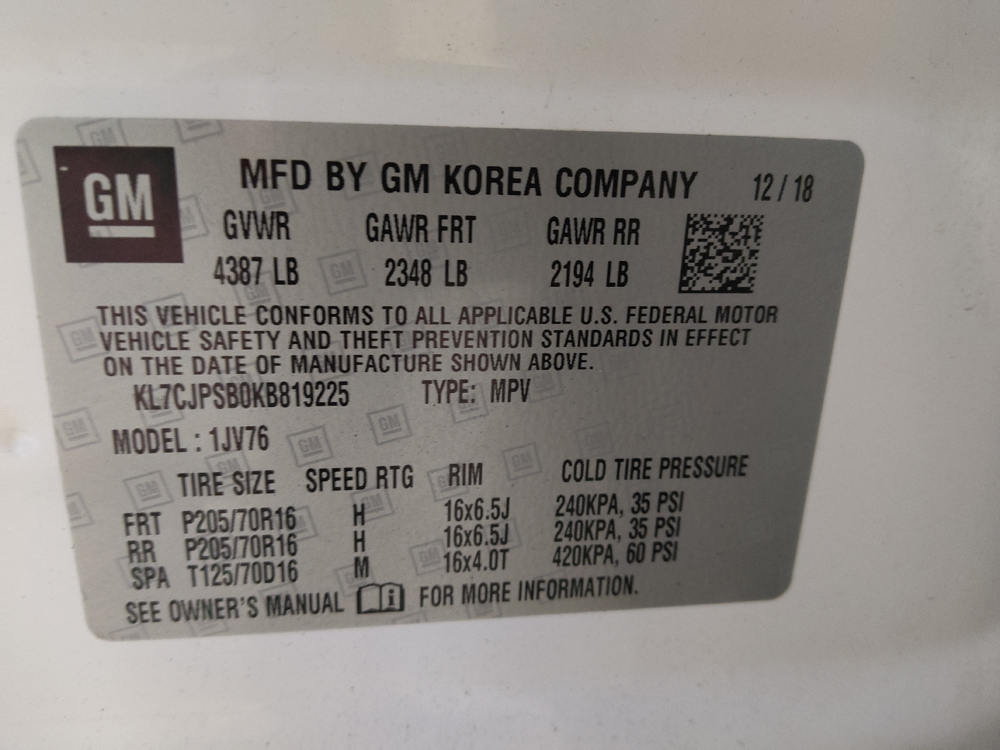 GM
MFD BY GM KOREA COMPANY 12 / 18
GVWR GAWR FRT GAWR RR
4387 LB 2348 LB 2194 LB
THIS VEHICLE CONFORMS TO ALL APPLICABLE U.S. FEDERAL MOTOR
VEHICLE SAFETY AND THEFT PREVENTION STANDARDS IN EFFECT
ON THE DATE OF MANUFACTURE SHOWN ABOVE.
KL7CJPSB0KB819225 TYPE: MPV
MODEL : 1JV76
TIRE SIZE SPEED RTG RIM COLD TIRE PRESSURE
FRT P205/70R16 H 16x6.5J 240KPA, 35 PSI
RR P205/70R16 H 16x6.5J 240KPA, 35 PSI
SPA T125/70D16 M 16x4.0T 420KPA, 60 PSI
SEE OWNER'S MANUAL i FOR MORE INFORMATION.